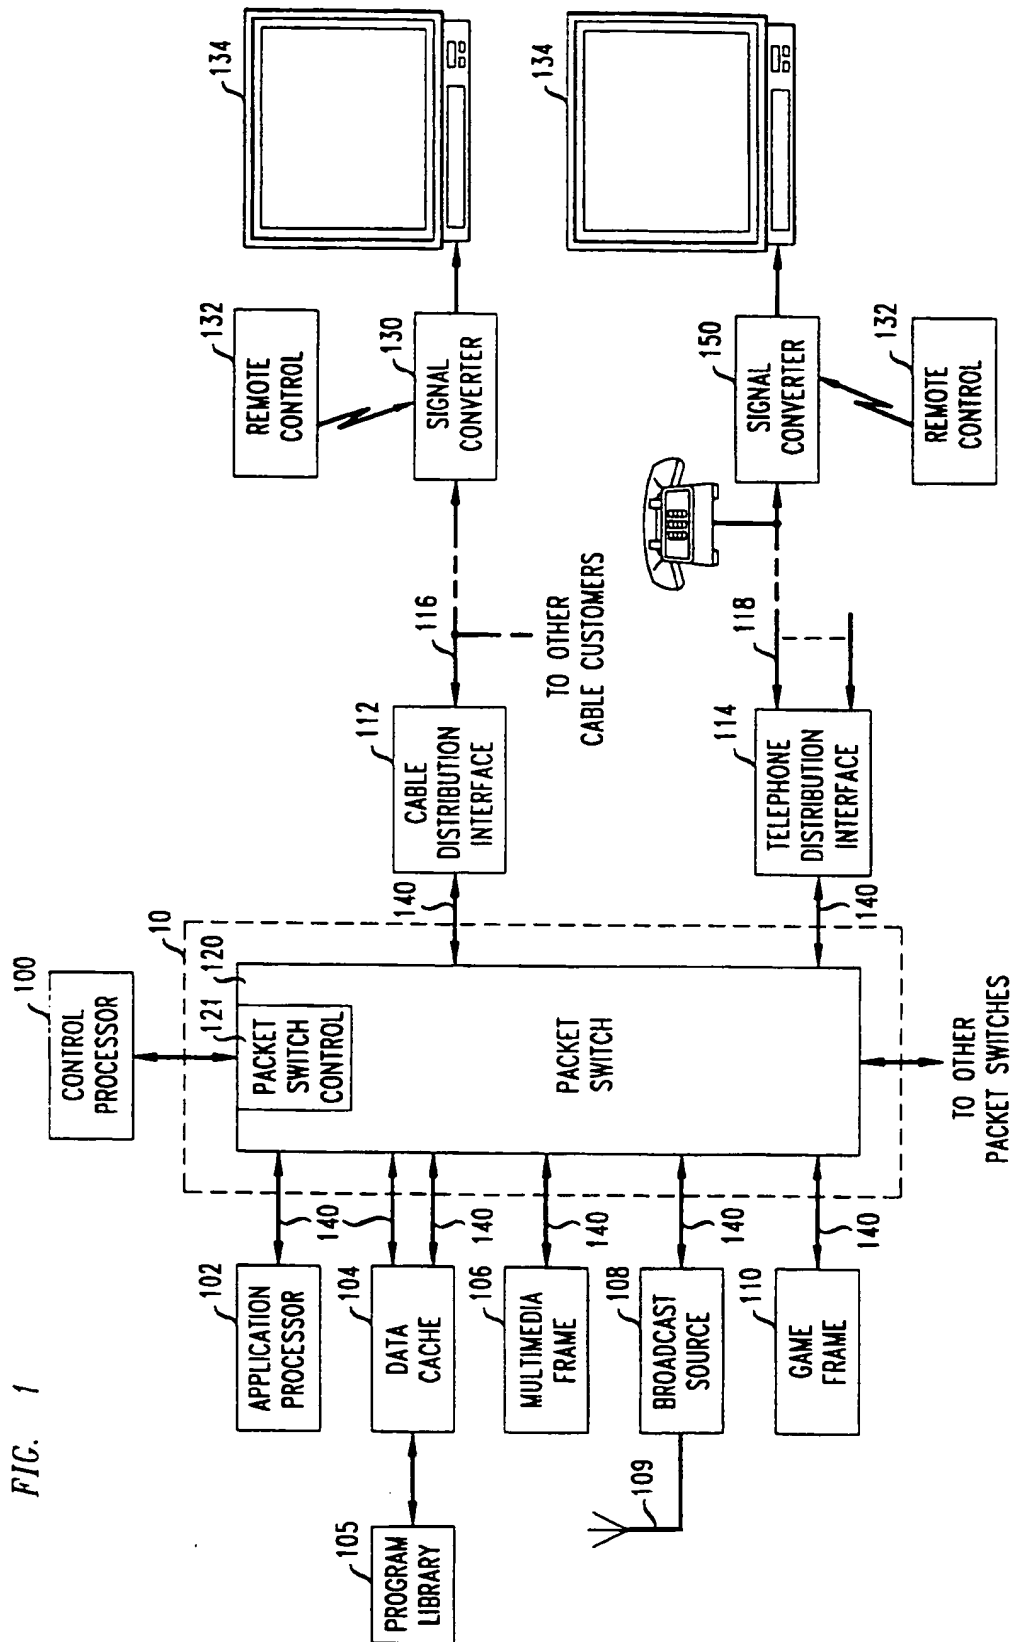 FIG. 1
100
CONTROL
PROCESSOR
10
120
121
PACKET
SWITCH
CONTROL
PACKET
SWITCH
TO OTHER
PACKET SWITCHES
102
APPLICATION
PROCESSOR
140
104
DATA
CACHE
140
140
105
PROGRAM
LIBRARY
106
MULTIMEDIA
FRAME
140
108
BROADCAST
SOURCE
140
109
110
GAME
FRAME
140
140
112
CABLE
DISTRIBUTION
INTERFACE
116
TO OTHER
CABLE CUSTOMERS
132
REMOTE
CONTROL
130
SIGNAL
CONVERTER
134
140
114
TELEPHONE
DISTRIBUTION
INTERFACE
118
150
SIGNAL
CONVERTER
132
REMOTE
CONTROL
134